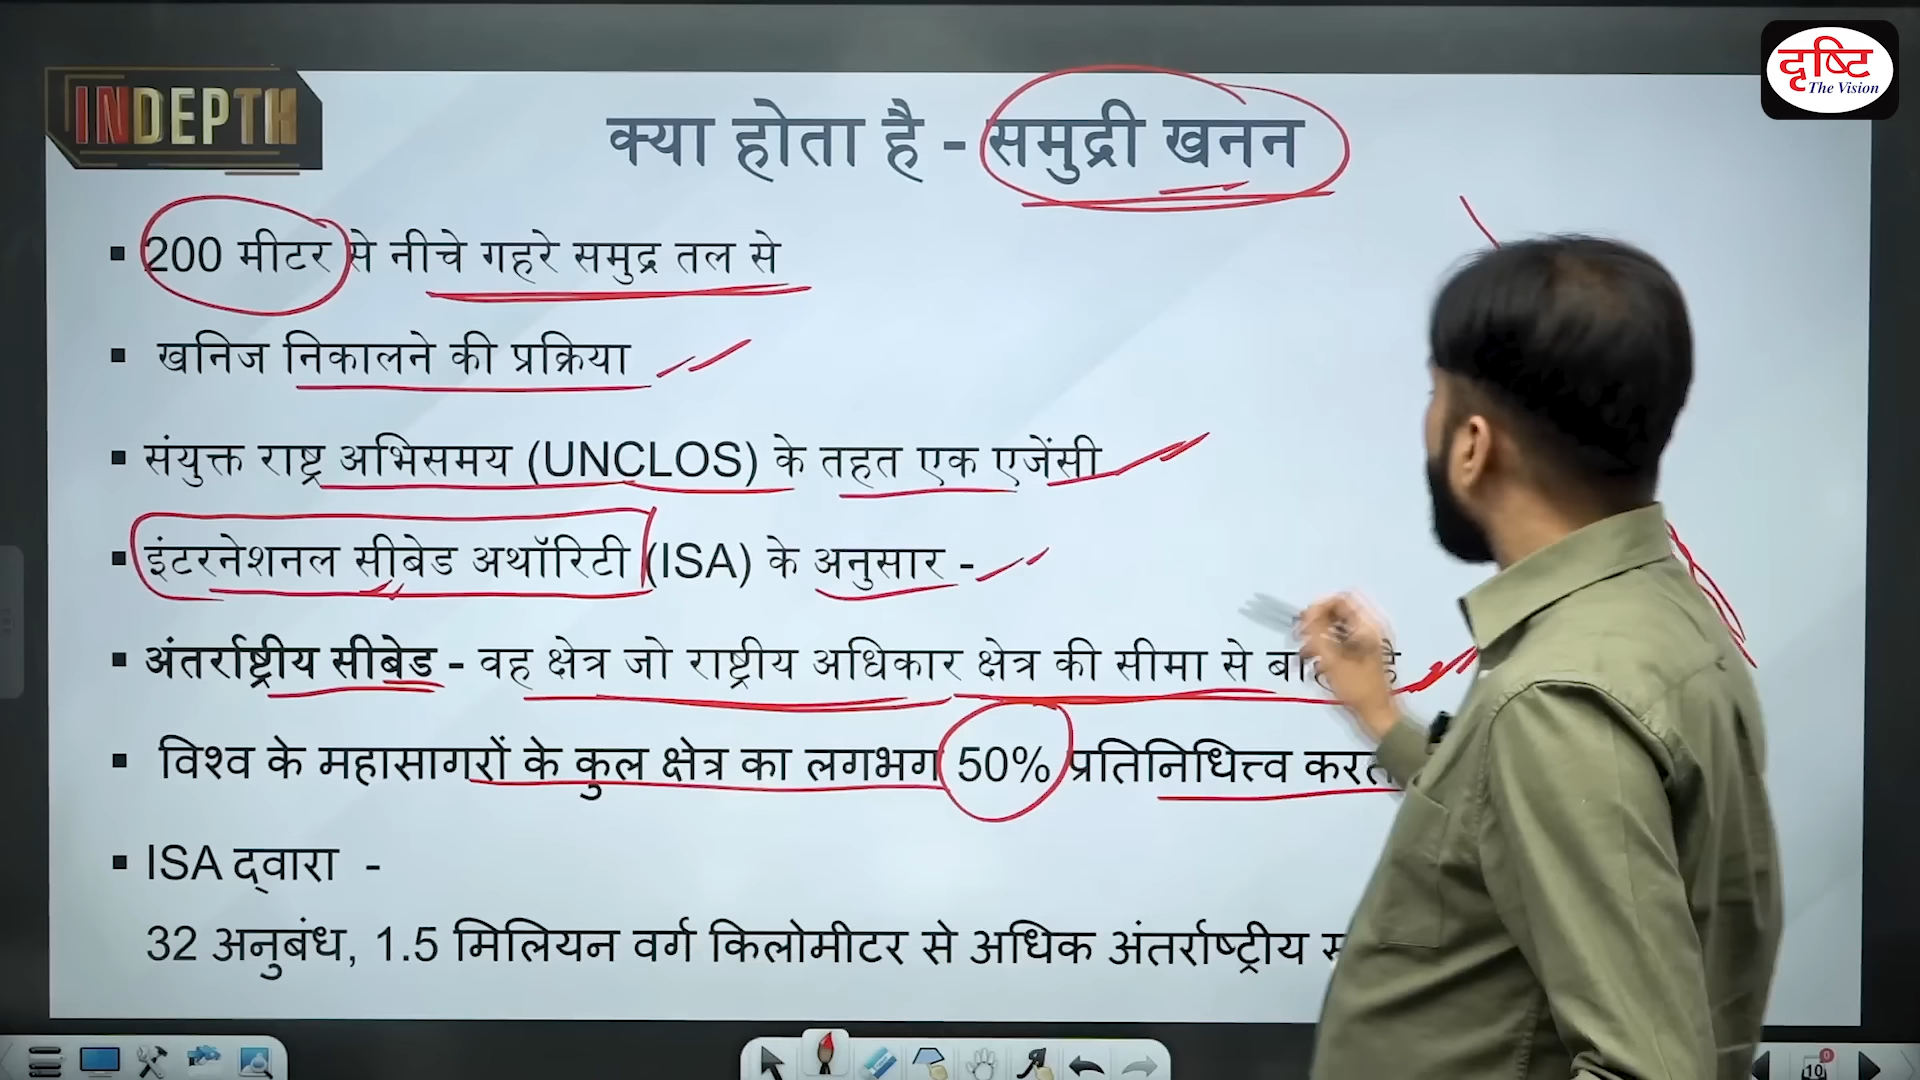 INDEPTH
दृष्टि
The Vision
क्या होता है - समुद्री खनन
▪ 200 मीटर से नीचे गहरे समुद्र तल से
▪ खनिज निकालने की प्रक्रिया
▪ संयुक्त राष्ट्र अभिसमय (UNCLOS) के तहत एक एजेंसी
▪ इंटरनेशनल सीबेड अथॉरिटी (ISA) के अनुसार -
▪ अंतर्राष्ट्रीय सीबेड - वह क्षेत्र जो राष्ट्रीय अधिकार क्षेत्र की सीमा से है
▪ विश्व के महासागरों के कुल क्षेत्र का लगभग 50% प्रतिनिधित्त्व
▪ ISA द्वारा -
32 अनुबंध, 1.5 मिलियन वर्ग किलोमीटर से अधिक अंतर्राष्ट्रीय
10
0